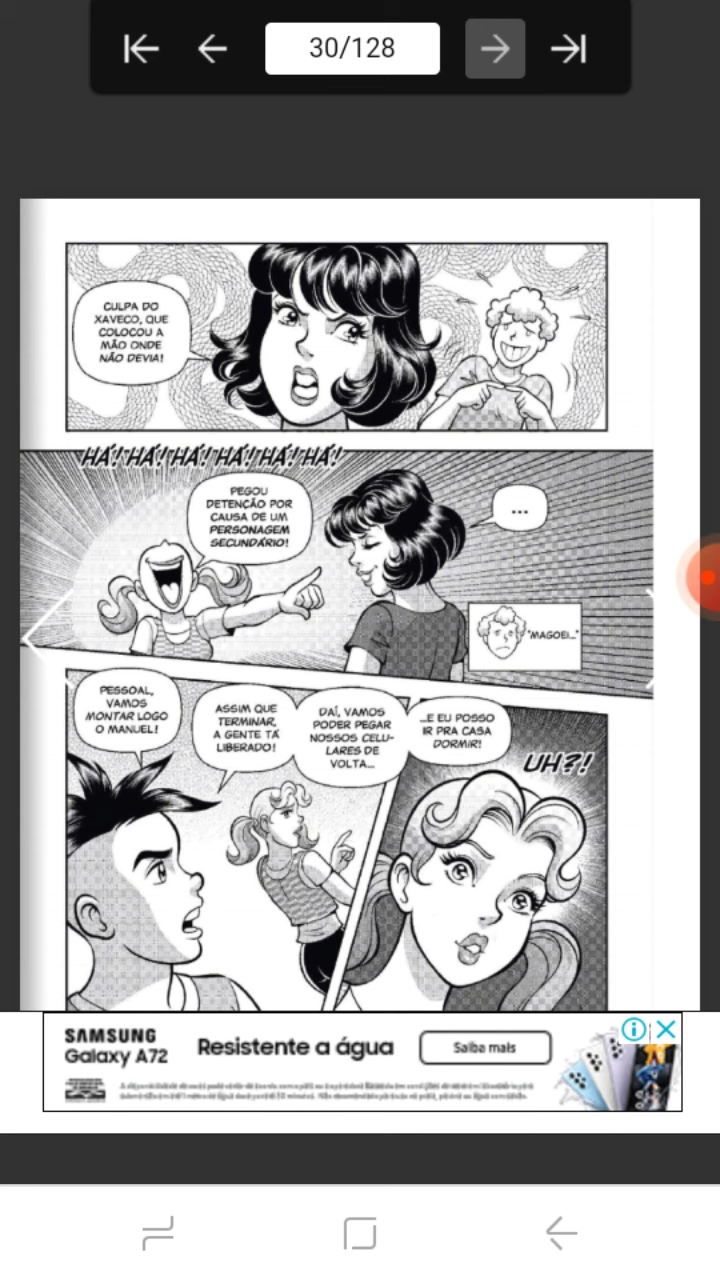 30/128
CULPA DO
XAVECO, QUE
COLOCOU A
MÃO ONDE
NÃO DEVIA!
HÁ! HÁ! HÁ! HÁ! HÁ! HÁ!
PEGOU
DETENÇÃO POR
CAUSA DE UM
PERSONAGEM
SECUNDÁRIO!
...
"MAGOEI..."
PESSOAL,
VAMOS
MONTAR LOGO
O MANUEL!
ASSIM QUE
TERMINAR,
A GENTE TÁ
LIBERADO!
DAÍ, VAMOS
PODER PEGAR
NOSSOS CELU-
LARES DE
VOLTA...
...E EU POSSO
IR PRA CASA
DORMIR!
UH?!
SAMSUNG
Galaxy A72
Resistente a água
Saiba mais